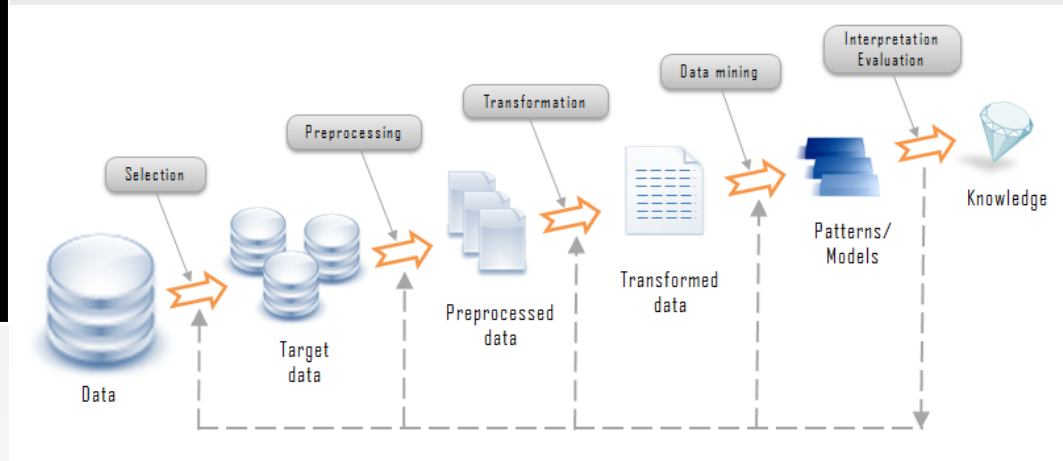 Interpretation
Evaluation
Data mining
Transformation
Preprocessing
Selection
Knowledge
Patterns/
Models
Transformed
data
Preprocessed
data
Target
data
Data